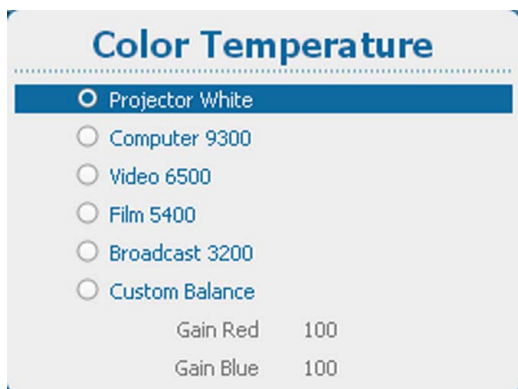 Color Temperature
Projector White
Computer 9300
Video 6500
Film 5400
Broadcast 3200
Custom Balance
Gain Red 100
Gain Blue 100